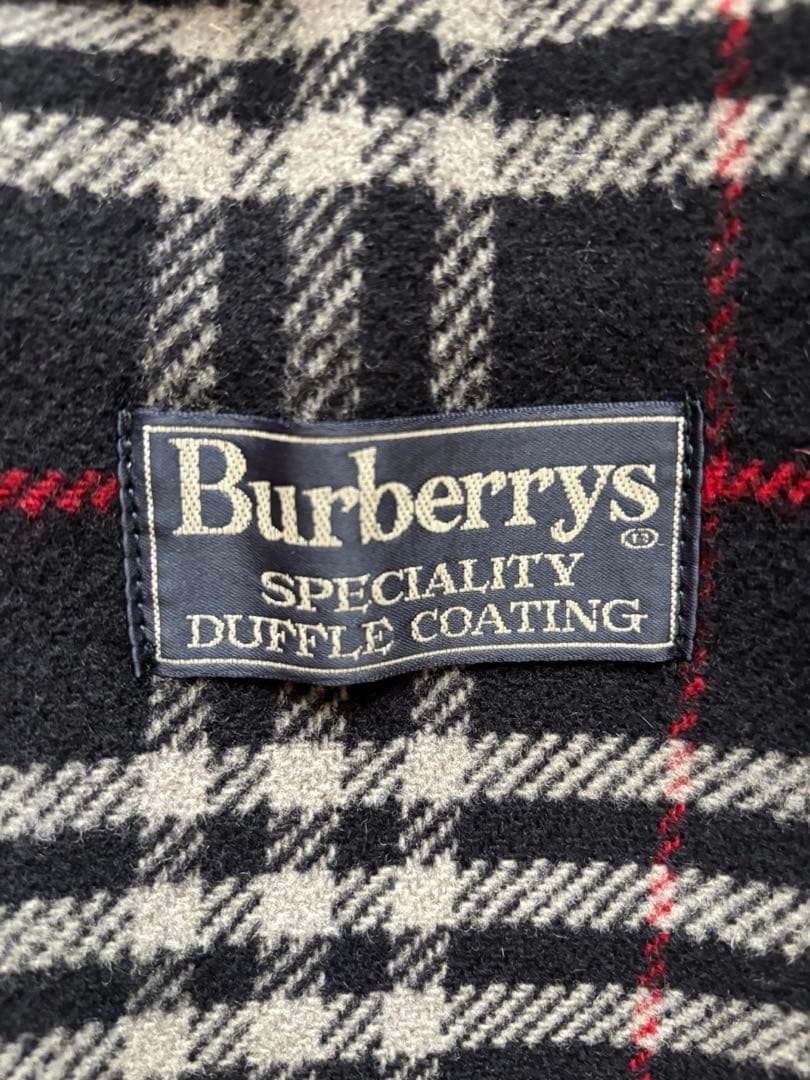 Burberrys
SPECIALITY
DUFFLE COATING